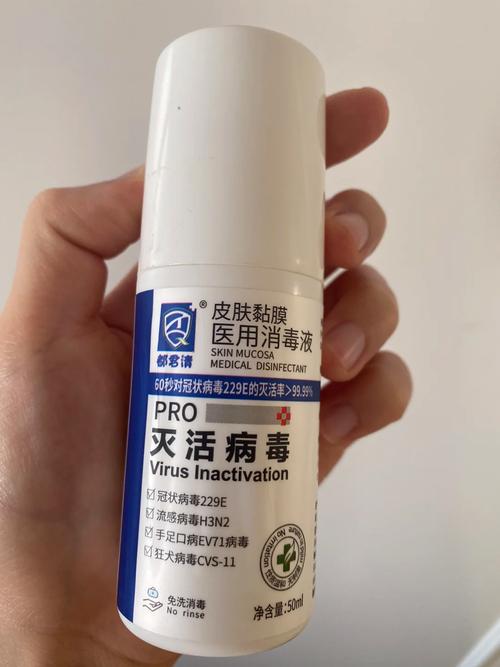 ®
皮肤黏膜
医用消毒液
SKIN MUCOSA
MEDICAL DISINFECTANT
郁君清
60秒对冠状病毒229E的灭活率>99.99%
PRO
灭活病毒
Virus Inactivation
冠状病毒229E
流感病毒H3N2
手足口病EV71病毒
狂犬病毒CVS-11
No irritation
免洗消毒
No rinse
净含量:50ml